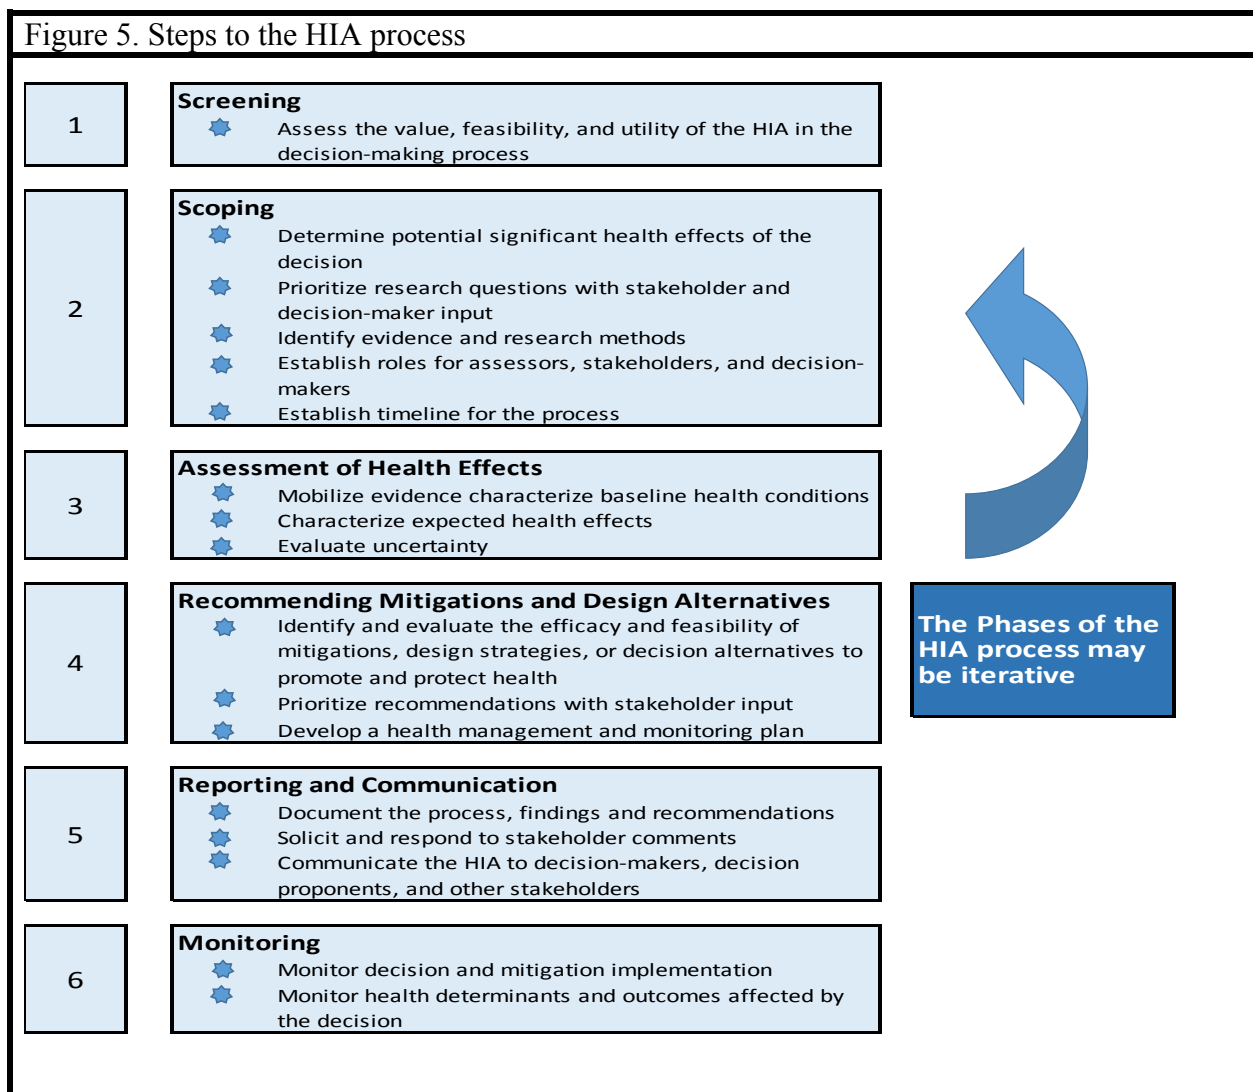 Figure 5. Steps to the HIA process
1
Screening
Assess the value, feasibility, and utility of the HIA in the
decision-making process
2
Scoping
Determine potential significant health effects of the
decision
Prioritize research questions with stakeholder and
decision-maker input
Identify evidence and research methods
Establish roles for assessors, stakeholders, and decision-
makers
Establish timeline for the process
3
Assessment of Health Effects
Mobilize evidence characterize baseline health conditions
Characterize expected health effects
Evaluate uncertainty
4
Recommending Mitigations and Design Alternatives
Identify and evaluate the efficacy and feasibility of
mitigations, design strategies, or decision alternatives to
promote and protect health
Prioritize recommendations with stakeholder input
Develop a health management and monitoring plan
The Phases of the
HIA process may
be iterative
5
Reporting and Communication
Document the process, findings and recommendations
Solicit and respond to stakeholder comments
Communicate the HIA to decision-makers, decision
proponents, and other stakeholders
6
Monitoring
Monitor decision and mitigation implementation
Monitor health determinants and outcomes affected by
the decision